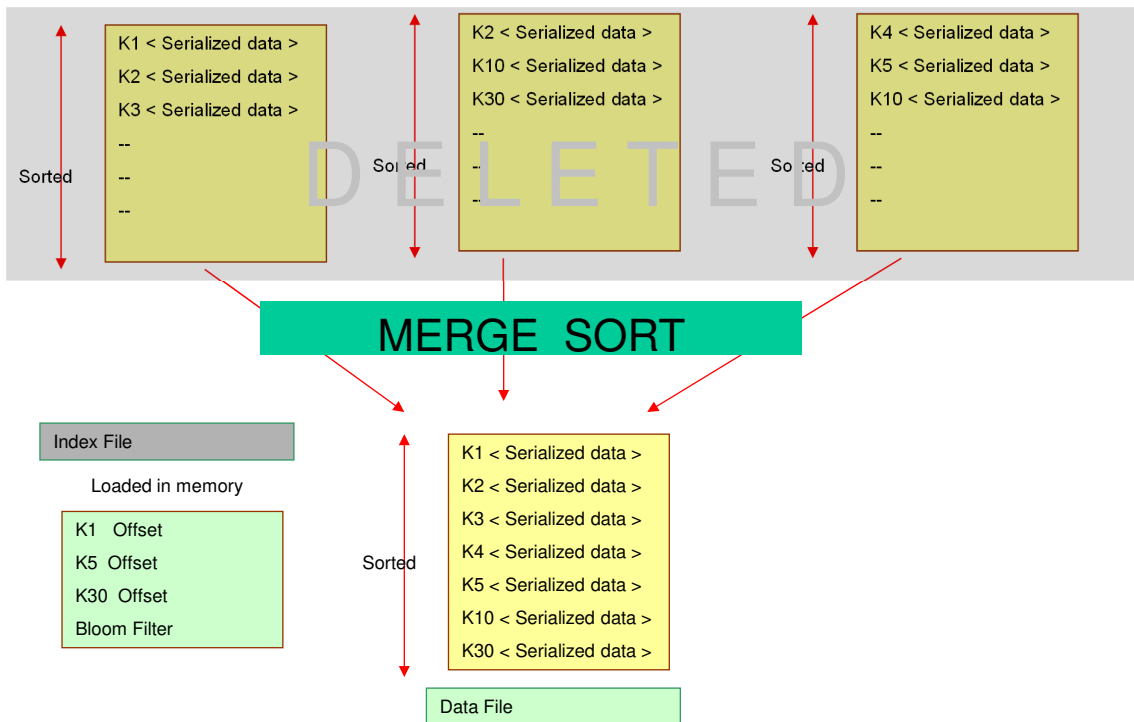 K1 < Serialized data >
K2 < Serialized data >
K3 < Serialized data >
--
--
--
Sorted
K2 < Serialized data >
K10 < Serialized data >
K30 < Serialized data >
--
--
--
Sorted
K4 < Serialized data >
K5 < Serialized data >
K10 < Serialized data >
--
--
--
Sorted
DELETED
MERGE SORT
Index File
Loaded in memory
K1 Offset
K5 Offset
K30 Offset
Bloom Filter
Sorted
K1 < Serialized data >
K2 < Serialized data >
K3 < Serialized data >
K4 < Serialized data >
K5 < Serialized data >
K10 < Serialized data >
K30 < Serialized data >
Data File